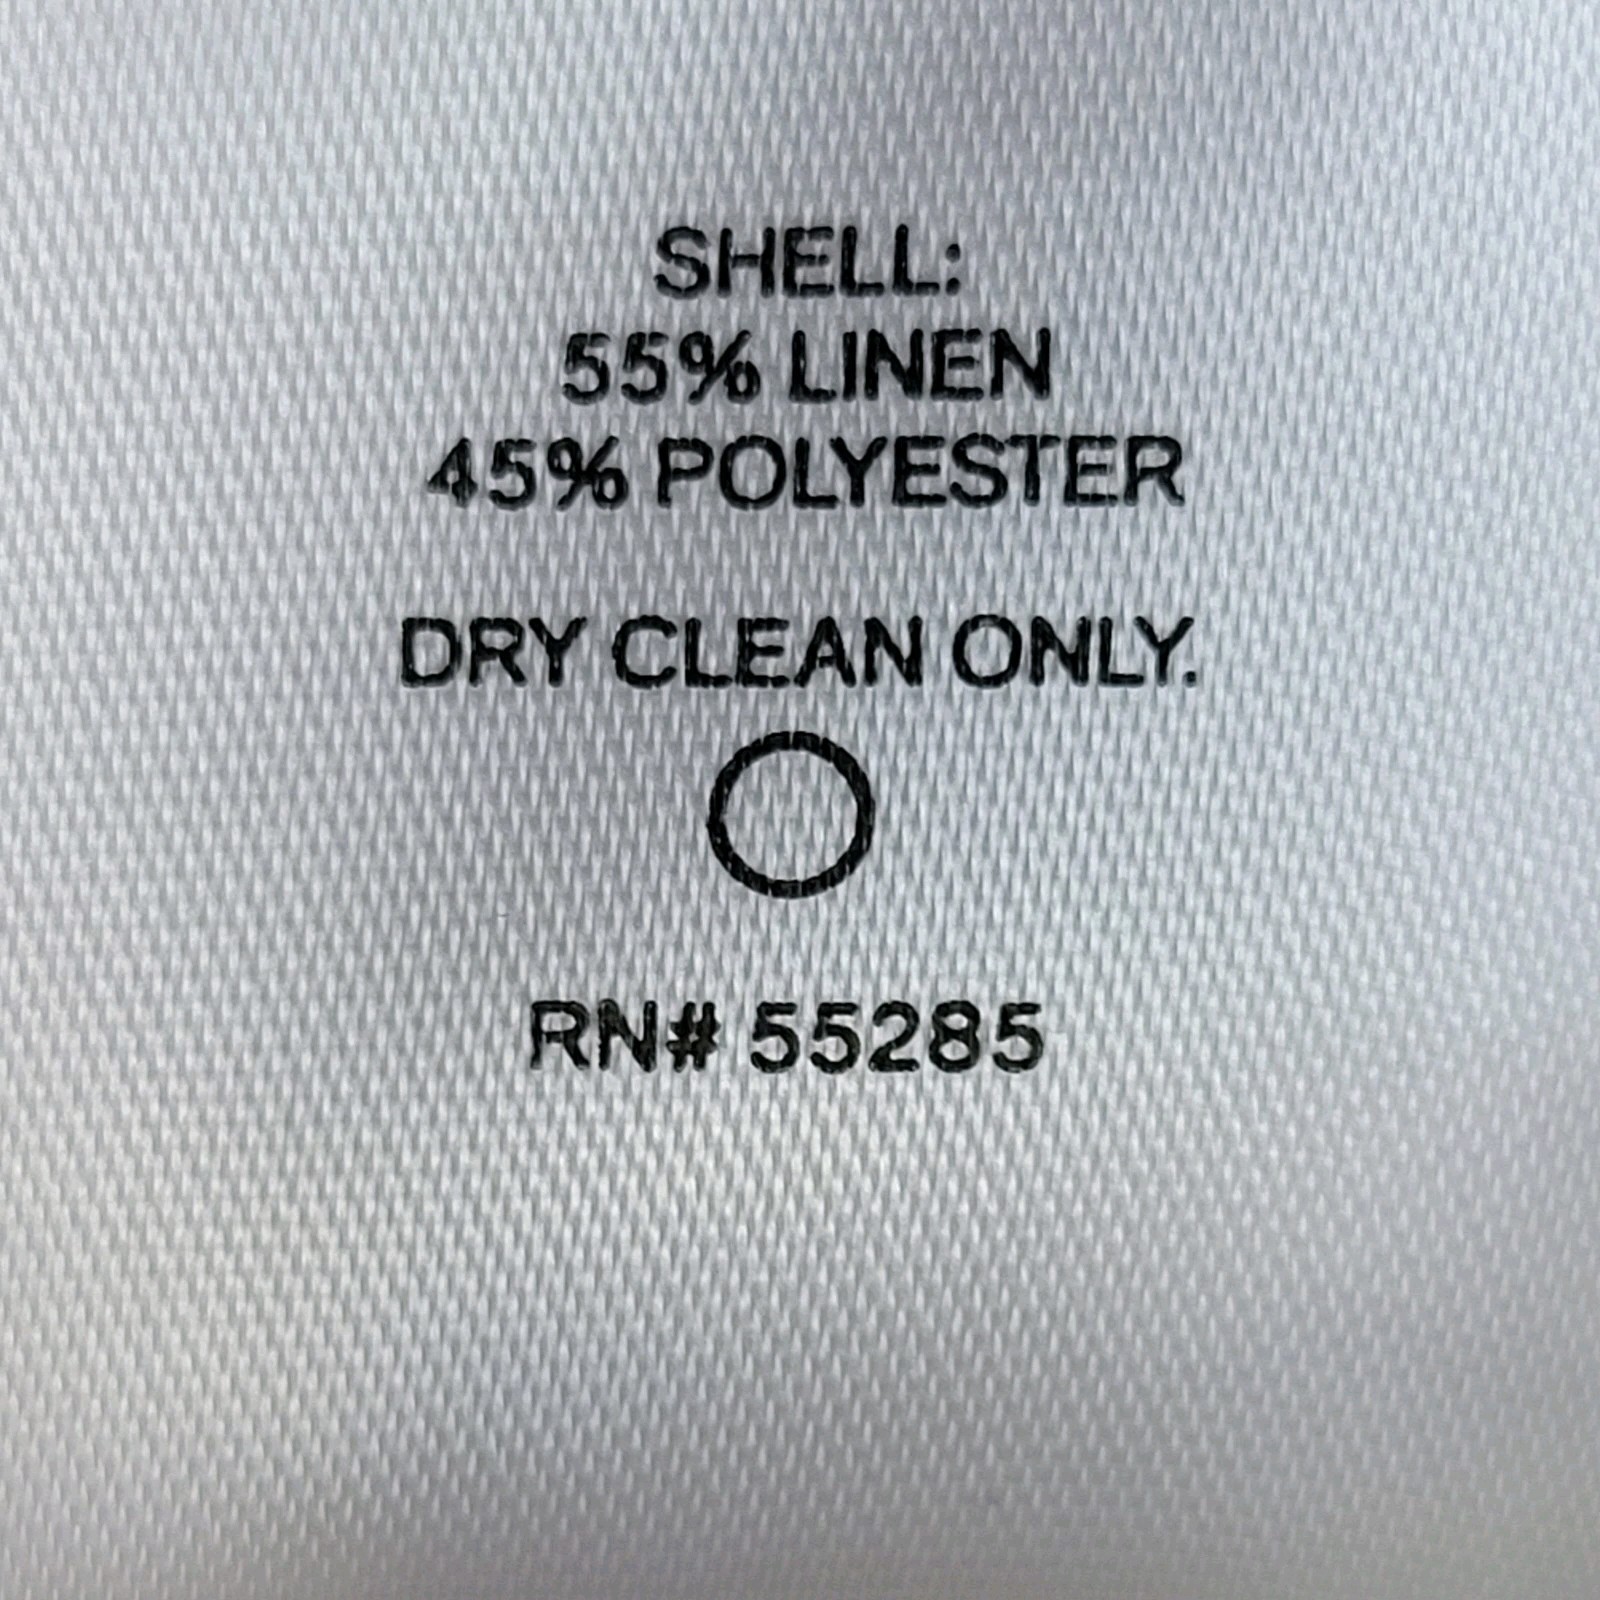 SHELL:
55% LINEN
45% POLYESTER
DRY CLEAN ONLY.
RN# 55285